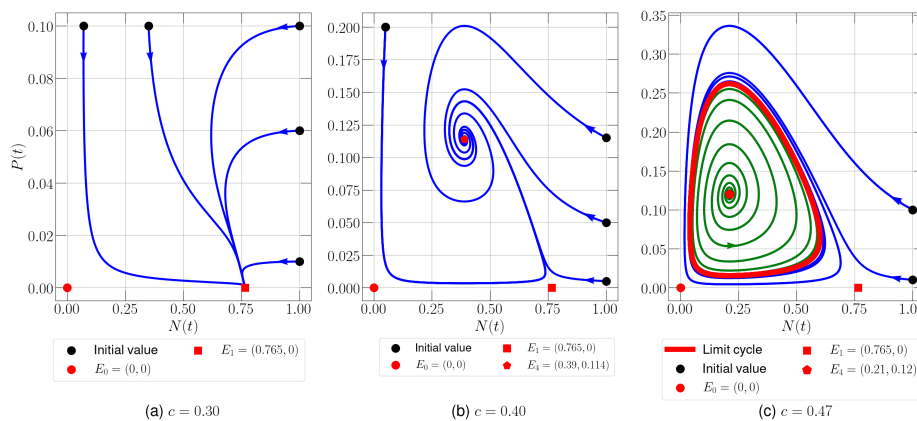 0.10
0.08
0.06
0.04
0.02
0.00
P(t)
0.00 0.25 0.50 0.75 1.00
N(t)
Initial value
E₁ = (0.765, 0)
E₀ = (0, 0)
(a) c = 0.30
0.200
0.175
0.150
0.125
0.100
0.075
0.050
0.025
0.000
0.00 0.25 0.50 0.75 1.00
N(t)
Initial value
E₁ = (0.765, 0)
E₀ = (0, 0)
E₄ = (0.39, 0.114)
(b) c = 0.40
0.35
0.30
0.25
0.20
0.15
0.10
0.05
0.00
0.00 0.25 0.50 0.75 1.00
N(t)
Limit cycle
E₁ = (0.765, 0)
Initial value
E₄ = (0.21, 0.12)
E₀ = (0, 0)
(c) c = 0.47